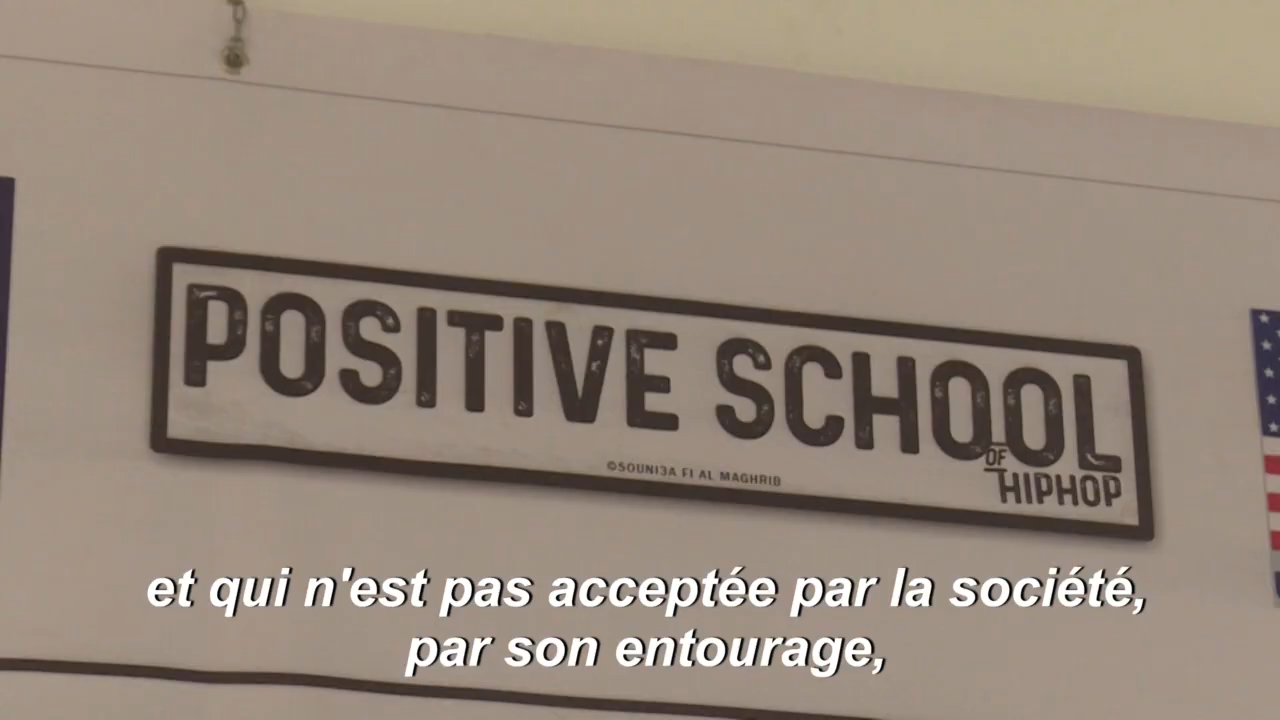 POSITIVE SCHOOL
OF
HIPHOP
©SOUNI3A FI AL MAGHRIB
et qui n'est pas acceptée par la société,
par son entourage,